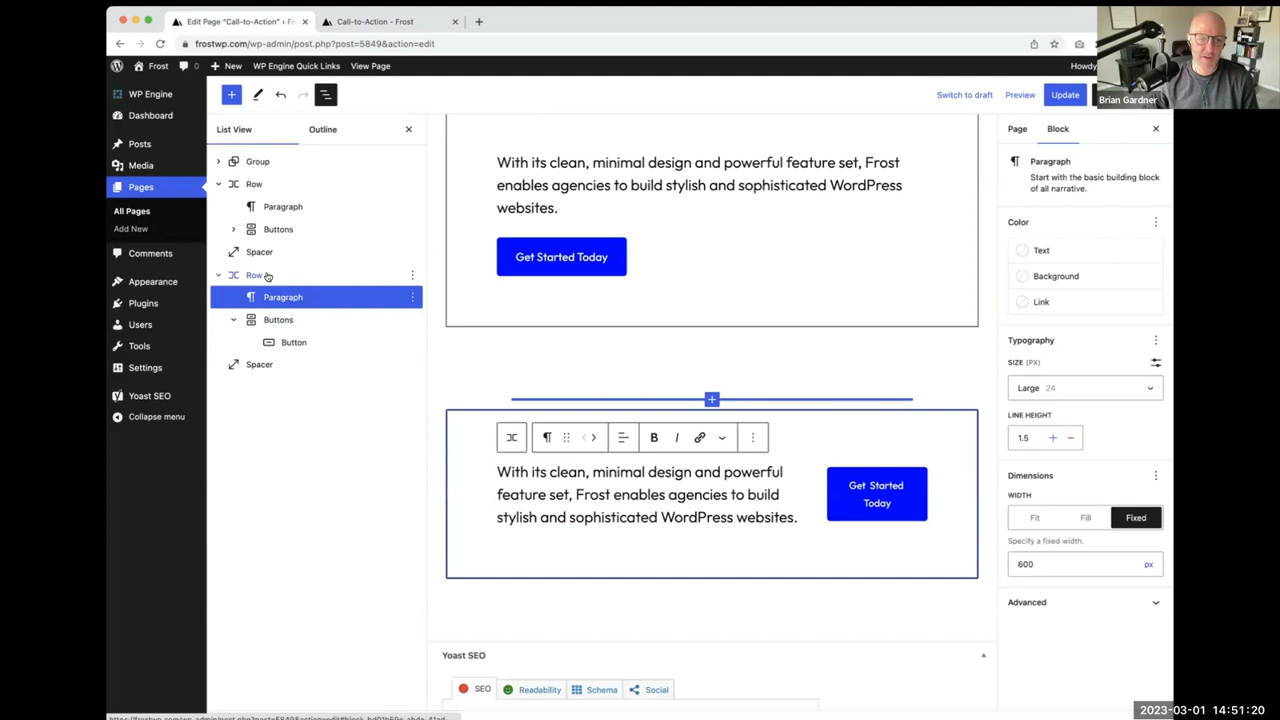 Edit Page "Call-to-Action" ‹ Fr
Call-to-Action - Frost
frostwp.com/wp-admin/post.php?post=5849&action=edit
Frost
0
New
WP Engine Quick Links
View Page
Howdy
Brian Gardner
WP Engine
Dashboard
Posts
Media
Pages
All Pages
Add New
Comments
Appearance
Plugins
Users
Tools
Settings
Yoast SEO
Collapse menu
Switch to draft
Preview
Update
List View
Outline
Group
Row
Paragraph
Buttons
Spacer
Row
Paragraph
Buttons
Button
Spacer
With its clean, minimal design and powerful feature set, Frost
enables agencies to build stylish and sophisticated WordPress
websites.
Get Started Today
B
I
With its clean, minimal design and powerful
feature set, Frost enables agencies to build
stylish and sophisticated WordPress websites.
Get Started
Today
Yoast SEO
SEO
Readability
Schema
Social
Page
Block
Paragraph
Start with the basic building block
of all narrative.
Color
Text
Background
Link
Typography
SIZE (PX)
Large 24
LINE HEIGHT
1.5
Dimensions
WIDTH
Fit
Fill
Fixed
Specify a fixed width.
600
px
Advanced
2023-03-01 14:51:20